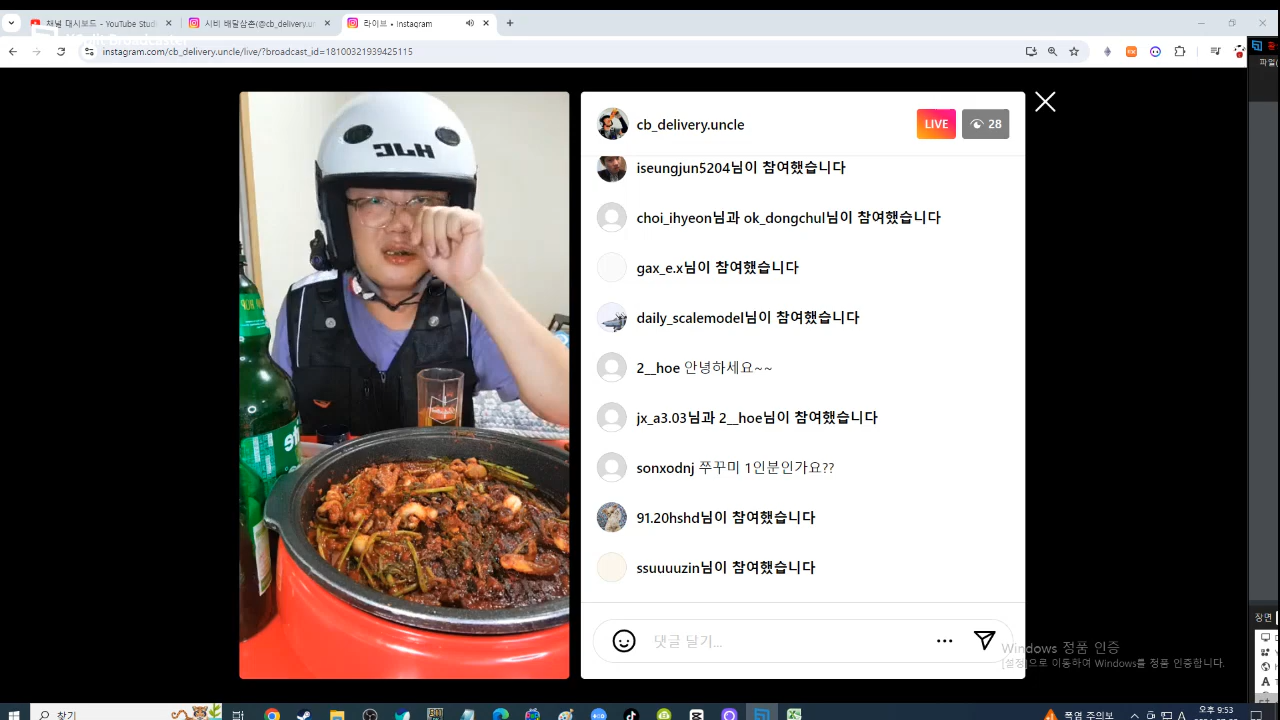 채널 대시보드 - YouTube Studi
시비 배달삼촌(@cb_delivery.u
라이브 • Instagram
XSplit Broadcaster
instagram.com/cb_delivery.uncle/live/?broadcast_id=18100321939425115
파일(
JLH
cb_delivery.uncle
LIVE
28
iseungjun5204님이 참여했습니다
choi_ihyeon님과 ok_dongchul님이 참여했습니다
gax_e.x님이 참여했습니다
daily_scalemodel님이 참여했습니다
2__hoe 안녕하세요~~
jx_a3.03님과 2__hoe님이 참여했습니다
sonxodnj 쭈꾸미 1인분인가요??
91.20hshd님이 참여했습니다
ssuuuuzin님이 참여했습니다
댓글 달기...
Windows 정품 인증
[설정]으로 이동하여 Windows를 정품 인증합니다.
장면
찾기
폭염 주의보
오후 9:53